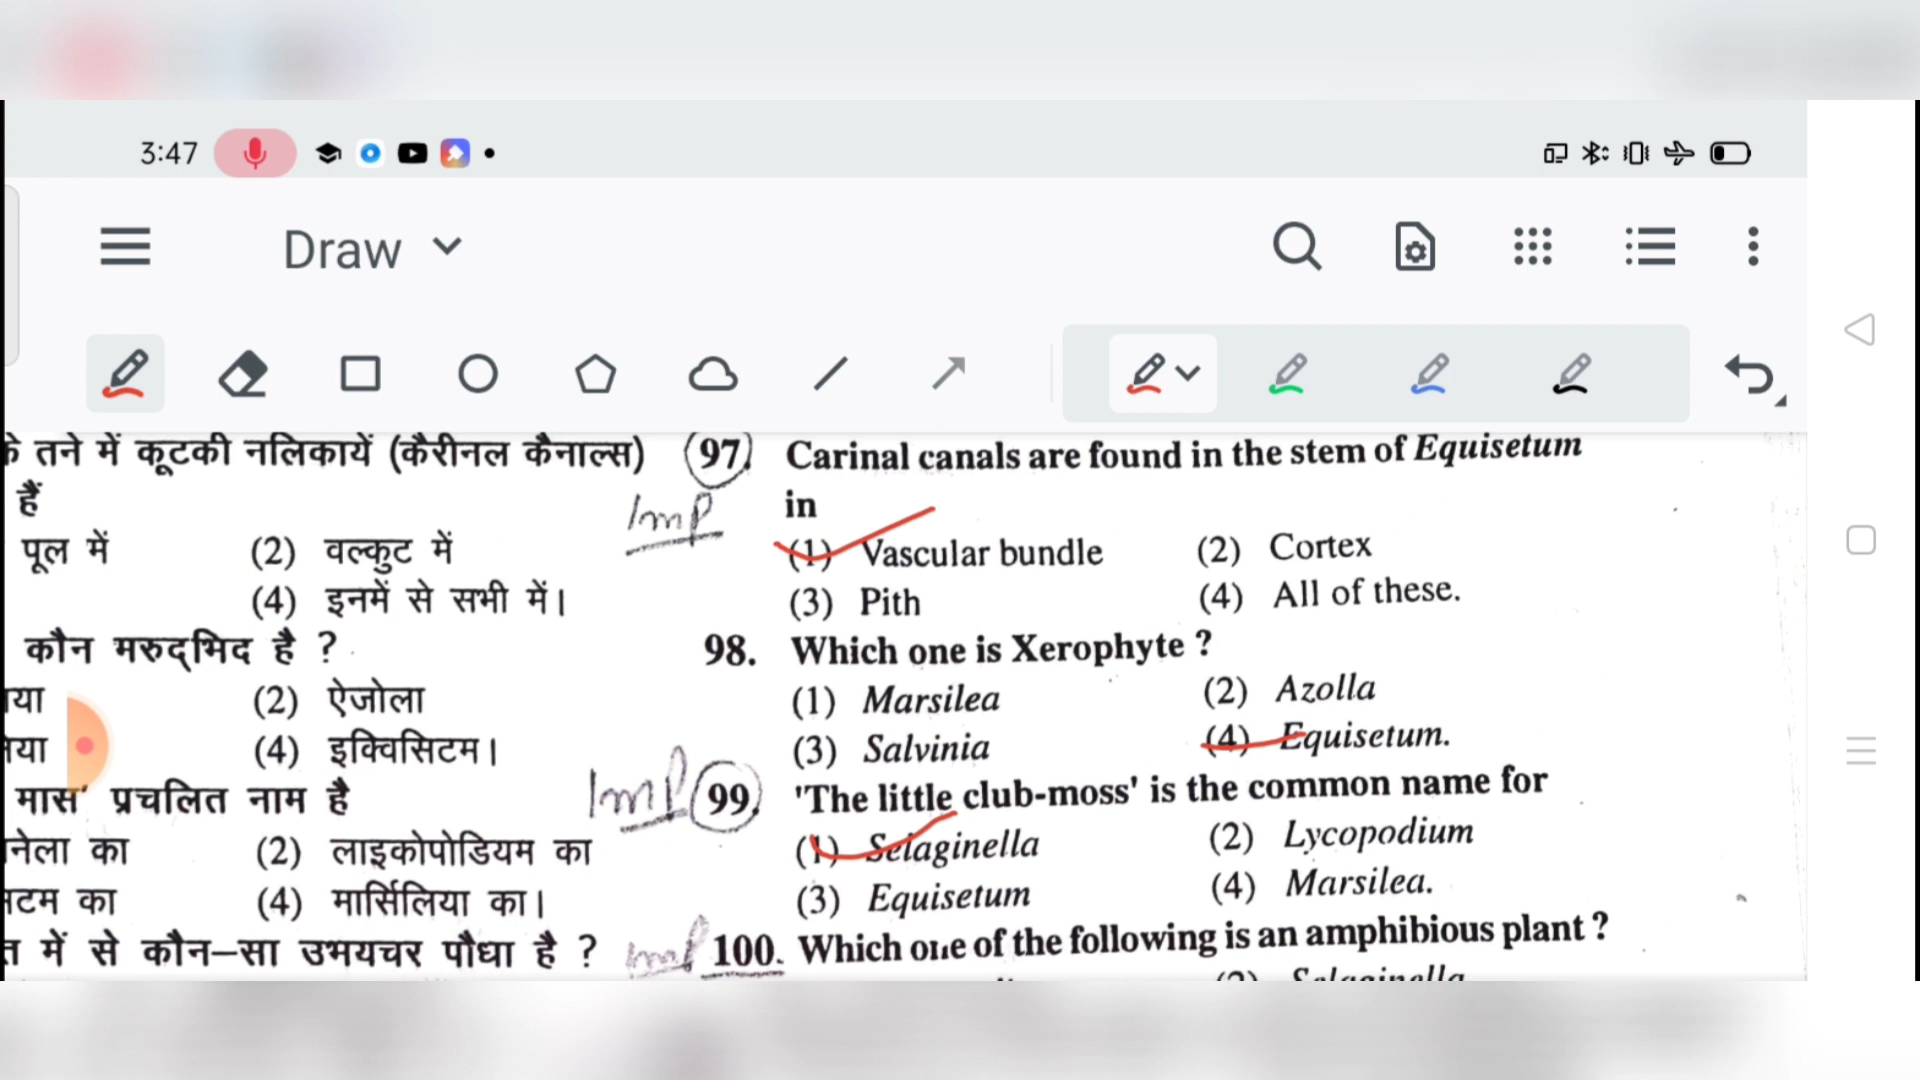 3:47
Draw
के तने में कूटकी नलिकायें (कैरीनल कैनाल्स)
हैं
पूल में (2) वल्कुट में
(4) इनमें से सभी में।
कौन मरुद्भिद है ?
(2) ऐजोला
(4) इक्विसिटम।
मास' प्रचलित नाम है
का (2) लाइकोपोडियम का
का (4) मार्सिलिया का।
में से कौन–सा उभयचर पौधा है ?
97. Carinal canals are found in the stem of Equisetum
Imp in
(1) Vascular bundle (2) Cortex
(3) Pith (4) All of these.
98. Which one is Xerophyte ?
(1) Marsilea (2) Azolla
(3) Salvinia (4) Equisetum.
Imp 99. 'The little club-moss' is the common name for
(1) Selaginella (2) Lycopodium
(3) Equisetum (4) Marsilea.
Imp 100. Which one of the following is an amphibious plant ?
(2) Selaginella